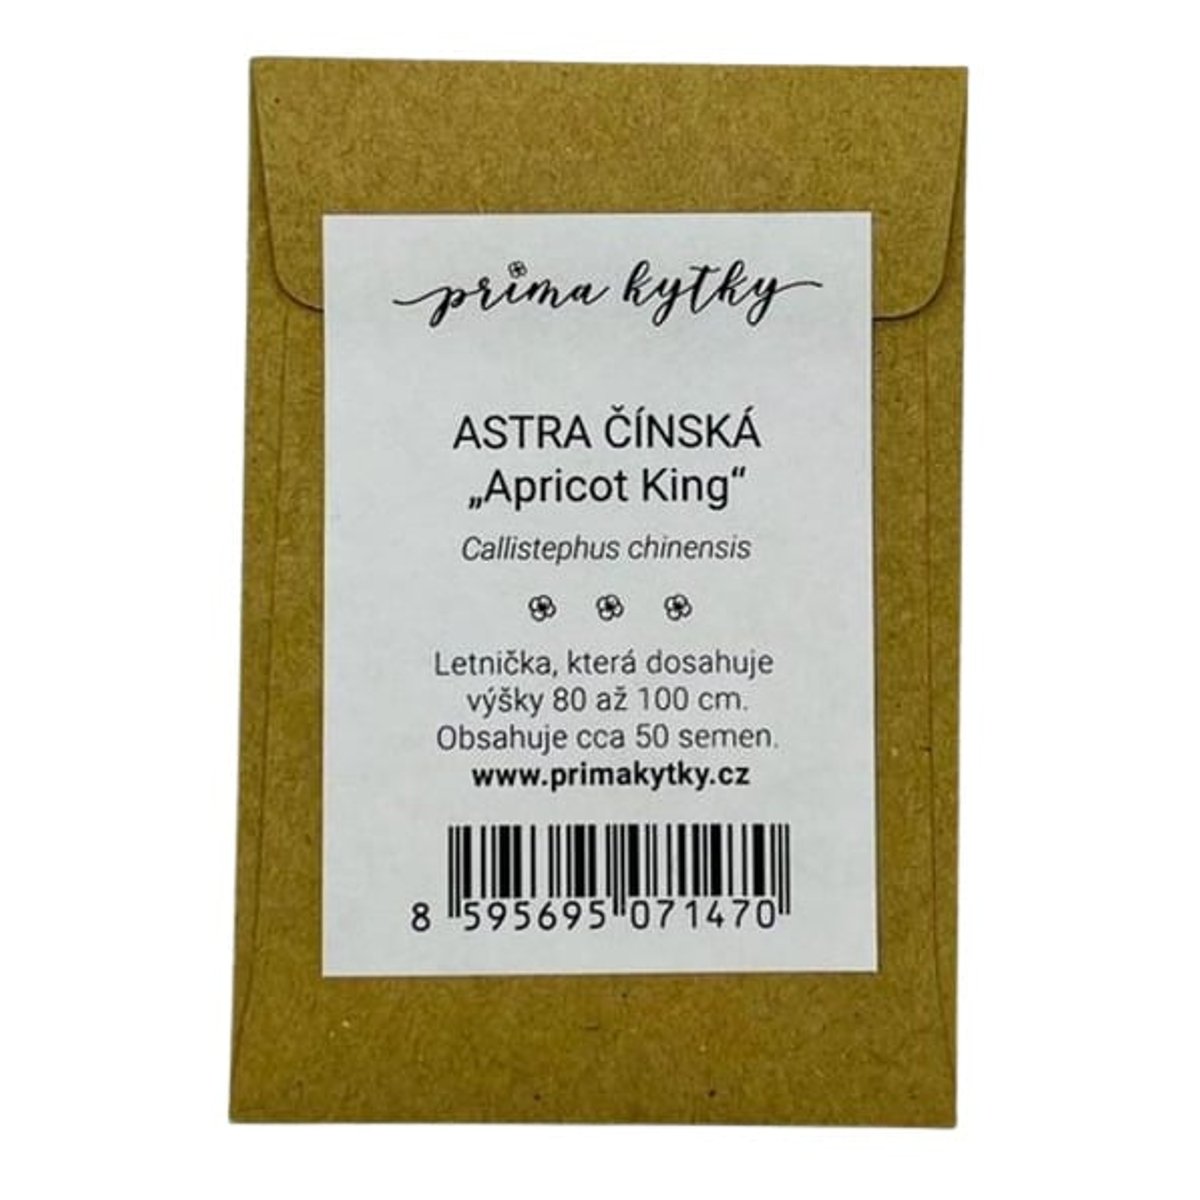 prima kytky
ASTRA ČÍNSKÁ
„Apricot King“
Callistephus chinensis
Letnička, která dosahuje
výšky 80 až 100 cm.
Obsahuje cca 50 semen.
www.primakytky.cz
8 595695 071470